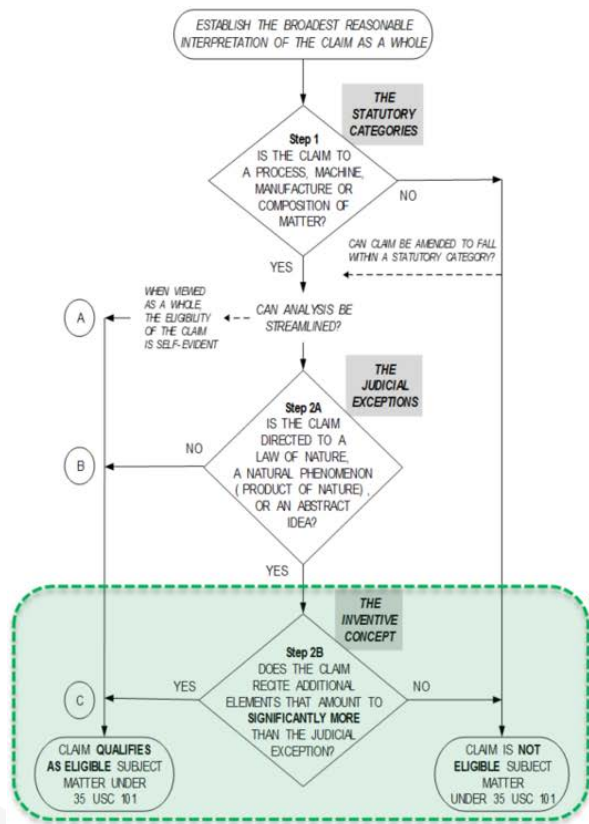 ESTABLISH THE BROADEST REASONABLE
INTERPRETATION OF THE CLAIM AS A WHOLE
THE
STATUTORY
CATEGORIES
Step 1
IS THE CLAIM TO
A PROCESS, MACHINE,
MANUFACTURE OR
COMPOSITION OF
MATTER?
NO
YES
CAN CLAIM BE AMENDED TO FALL
WITHIN A STATUTORY CATEGORY?
A
WHEN VIEWED
AS A WHOLE,
THE ELIGIBILITY
OF THE CLAIM
IS SELF-EVIDENT
CAN ANALYSIS BE
STREAMLINED?
THE
JUDICIAL
EXCEPTIONS
Step 2A
IS THE CLAIM
DIRECTED TO A
LAW OF NATURE,
A NATURAL PHENOMENON
( PRODUCT OF NATURE) ,
OR AN ABSTRACT
IDEA?
NO
B
YES
THE
INVENTIVE
CONCEPT
Step 2B
DOES THE CLAIM
RECITE ADDITIONAL
ELEMENTS THAT AMOUNT TO
SIGNIFICANTLY MORE
THAN THE JUDICIAL
EXCEPTION?
YES
NO
C
CLAIM QUALIFIES
AS ELIGIBLE SUBJECT
MATTER UNDER
35 USC 101
CLAIM IS NOT
ELIGIBLE SUBJECT
MATTER
UNDER 35 USC 101